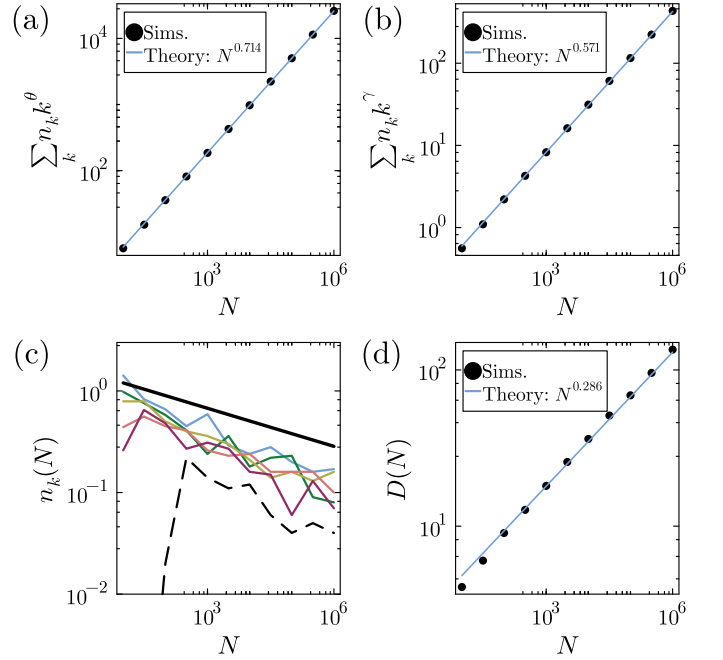 (a)
● Sims.
Theory: N^0.714
10^4
10^2
∑_k n_k k^θ
10^3
10^6
N
(b)
● Sims.
Theory: N^0.571
10^2
10^1
10^0
∑_k n_k k^γ
10^3
10^6
N
(c)
10^0
10^−1
10^−2
n_k(N)
10^3
10^6
N
(d)
● Sims.
Theory: N^0.286
10^2
10^1
D(N)
10^3
10^6
N